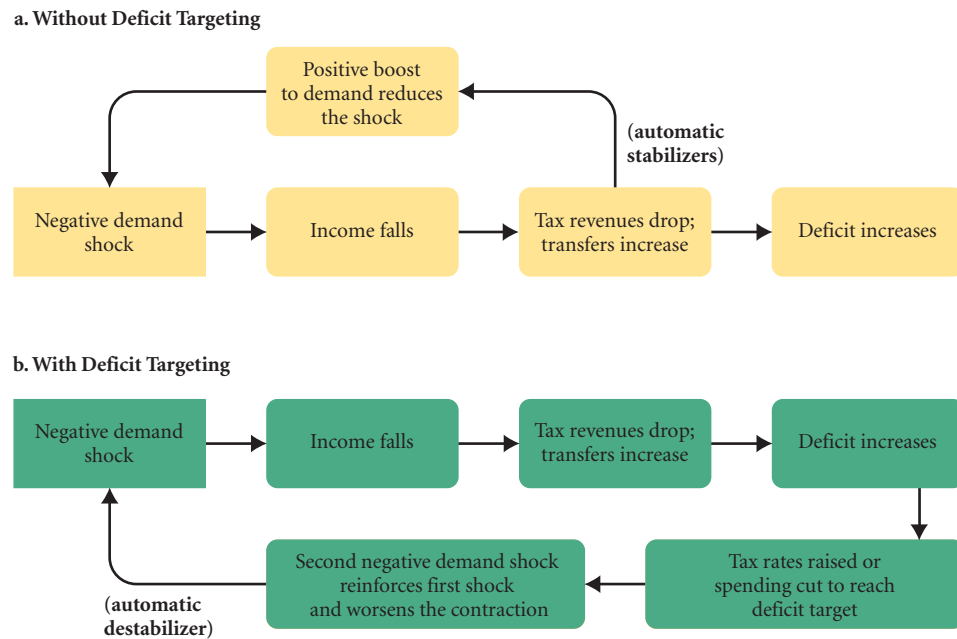 a. Without Deficit Targeting
Positive boost
to demand reduces
the shock
(automatic
stabilizers)
Negative demand
shock
Income falls
Tax revenues drop;
transfers increase
Deficit increases
b. With Deficit Targeting
Negative demand
shock
Income falls
Tax revenues drop;
transfers increase
Deficit increases
Second negative demand shock
reinforces first shock
and worsens the contraction
Tax rates raised or
spending cut to reach
deficit target
(automatic
destabilizer)